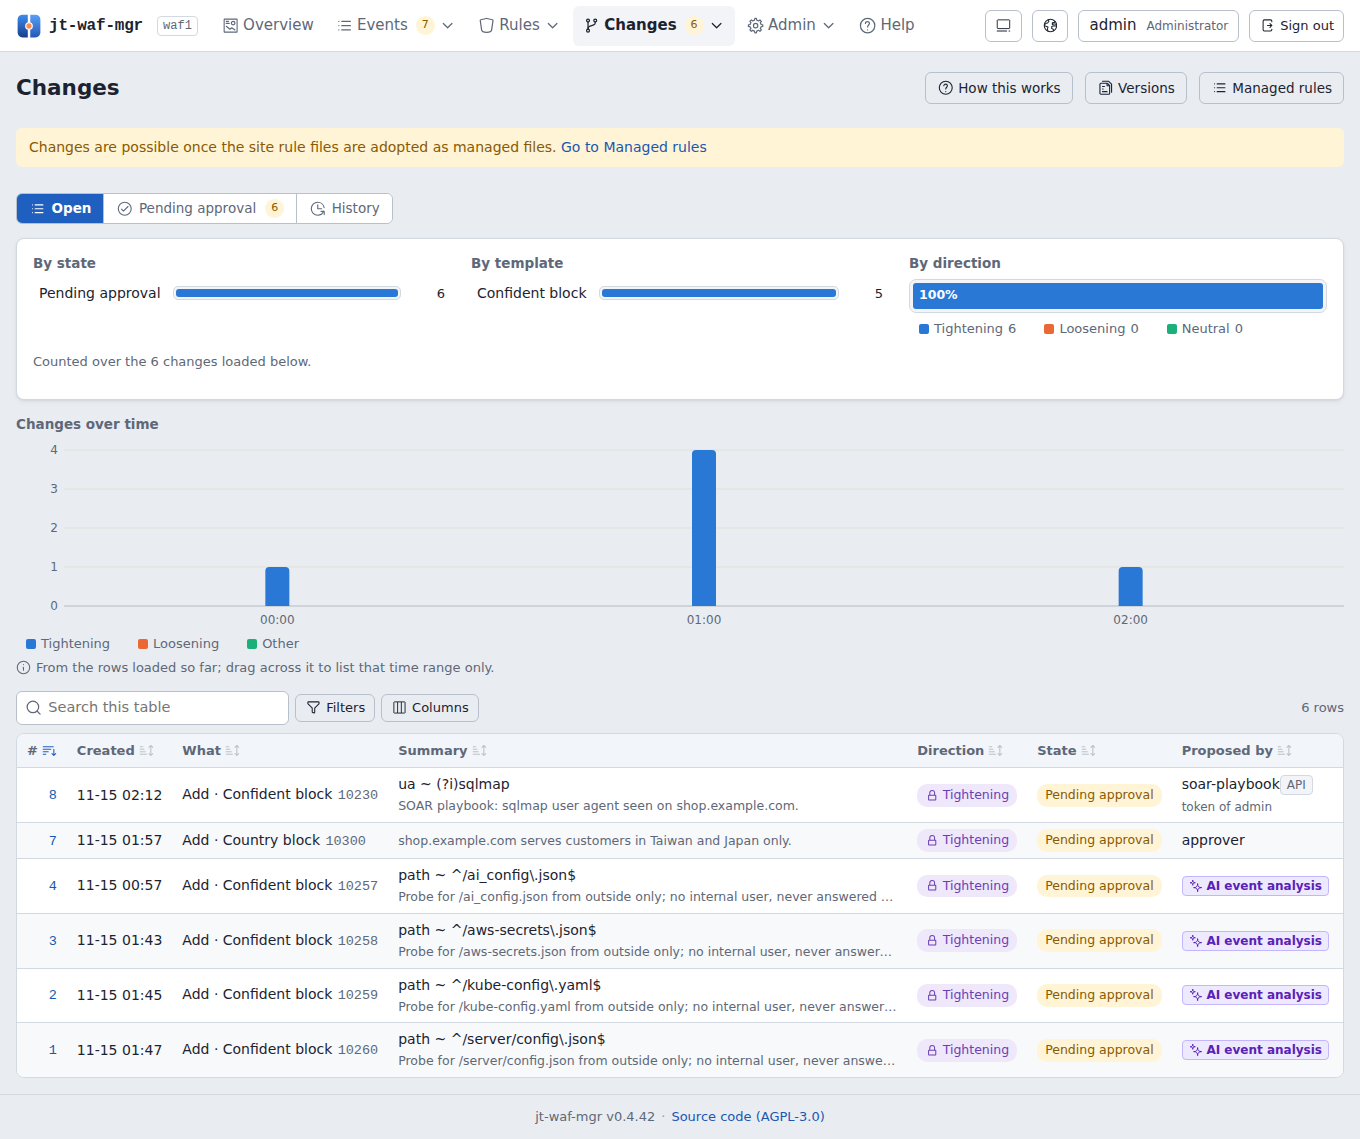 jt-waf-mgr waf1 Overview Events 7 Rules Changes 6 Admin Help admin Administrator Sign out
Changes How this works Versions Managed rules
Changes are possible once the site rule files are adopted as managed files. Go to Managed rules
Open Pending approval 6 History
By state By template By direction
Pending approval 6 Confident block 5 100%
Tightening 6 Loosening 0 Neutral 0
Counted over the 6 changes loaded below.
Changes over time
4
3
2
1
0
00:00 01:00 02:00
Tightening Loosening Other
From the rows loaded so far; drag across it to list that time range only.
Search this table Filters Columns 6 rows
# Created What Summary Direction State Proposed by
8 11-15 02:12 Add · Confident block 10230 ua ~ (?i)sqlmap Tightening Pending approval soar-playbook API
SOAR playbook: sqlmap user agent seen on shop.example.com. token of admin
7 11-15 01:57 Add · Country block 10300 shop.example.com serves customers in Taiwan and Japan only. Tightening Pending approval approver
4 11-15 00:57 Add · Confident block 10257 path ~ ^/ai_config\.json$ Tightening Pending approval AI event analysis
Probe for /ai_config.json from outside only; no internal user, never answered ...
3 11-15 01:43 Add · Confident block 10258 path ~ ^/aws-secrets\.json$ Tightening Pending approval AI event analysis
Probe for /aws-secrets.json from outside only; no internal user, never answer...
2 11-15 01:45 Add · Confident block 10259 path ~ ^/kube-config\.yaml$ Tightening Pending approval AI event analysis
Probe for /kube-config.yaml from outside only; no internal user, never answer...
1 11-15 01:47 Add · Confident block 10260 path ~ ^/server/config\.json$ Tightening Pending approval AI event analysis
Probe for /server/config.json from outside only; no internal user, never answe...
jt-waf-mgr v0.4.42 · Source code (AGPL-3.0)